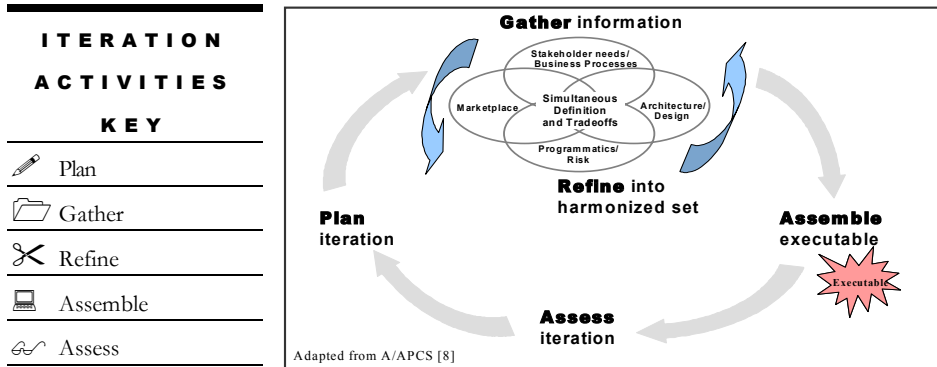 ITERATION
ACTIVITIES
KEY
Plan
Gather
Refine
Assemble
Assess
Gather information
Stakeholder needs/
Business Processes
Marketplace
Simultaneous
Definition
and Tradeoffs
Architecture/
Design
Programmatics/
Risk
Refine into
harmonized set
Plan
iteration
Assemble
executable
Executable
Assess
iteration
Adapted from A/APCS [8]